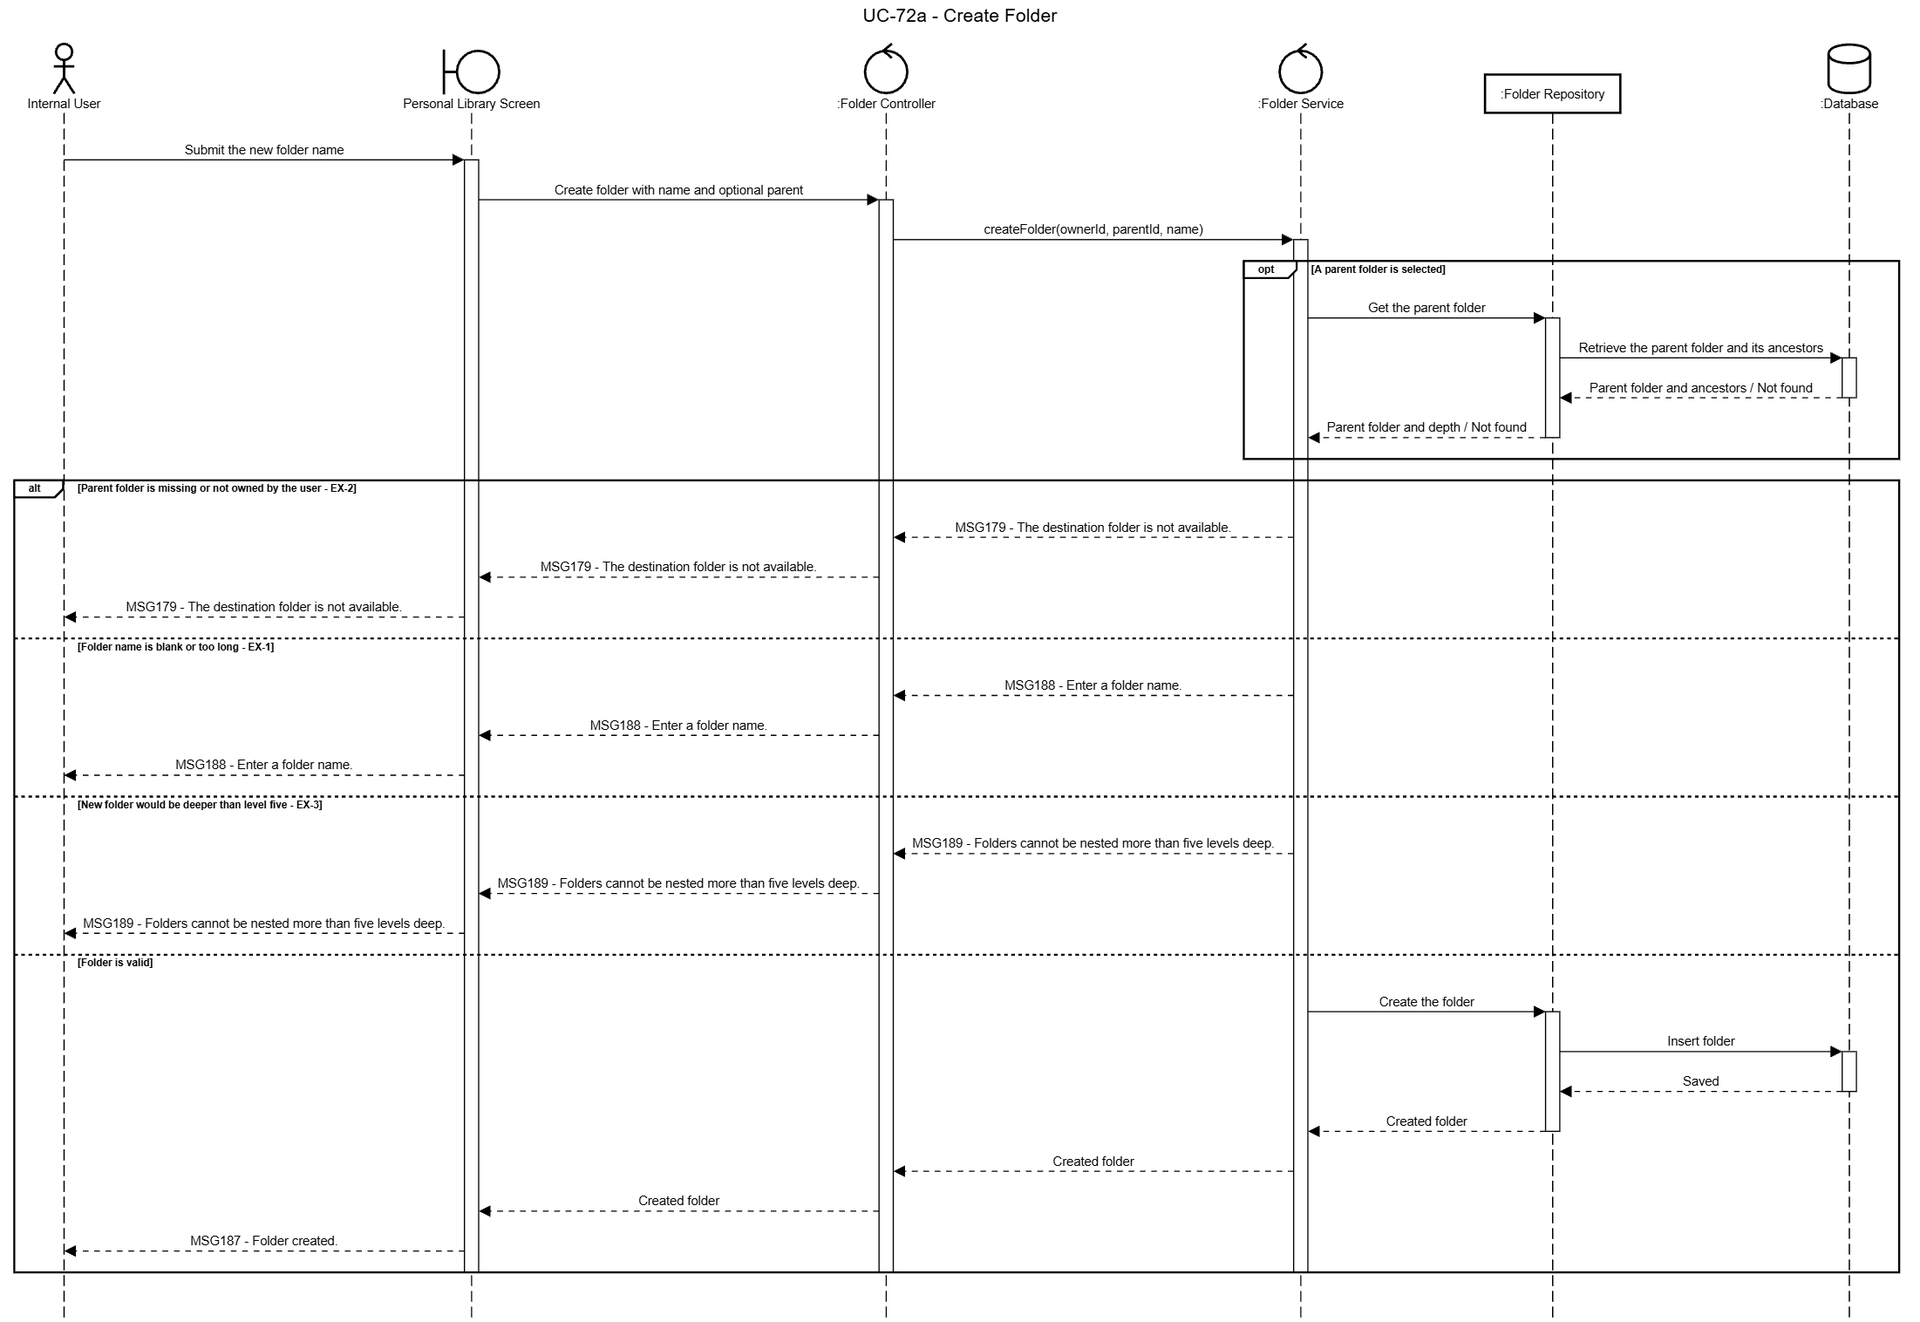 UC-72a - Create Folder
Internal User
Personal Library Screen
:Folder Controller
:Folder Service
:Folder Repository
:Database
Submit the new folder name
Create folder with name and optional parent
createFolder(ownerId, parentId, name)
opt
[A parent folder is selected]
Get the parent folder
Retrieve the parent folder and its ancestors
Parent folder and ancestors / Not found
Parent folder and depth / Not found
alt
[Parent folder is missing or not owned by the user - EX-2]
MSG179 - The destination folder is not available.
MSG179 - The destination folder is not available.
MSG179 - The destination folder is not available.
[Folder name is blank or too long - EX-1]
MSG188 - Enter a folder name.
MSG188 - Enter a folder name.
MSG188 - Enter a folder name.
[New folder would be deeper than level five - EX-3]
MSG189 - Folders cannot be nested more than five levels deep.
MSG189 - Folders cannot be nested more than five levels deep.
MSG189 - Folders cannot be nested more than five levels deep.
[Folder is valid]
Create the folder
Insert folder
Saved
Created folder
Created folder
Created folder
MSG187 - Folder created.